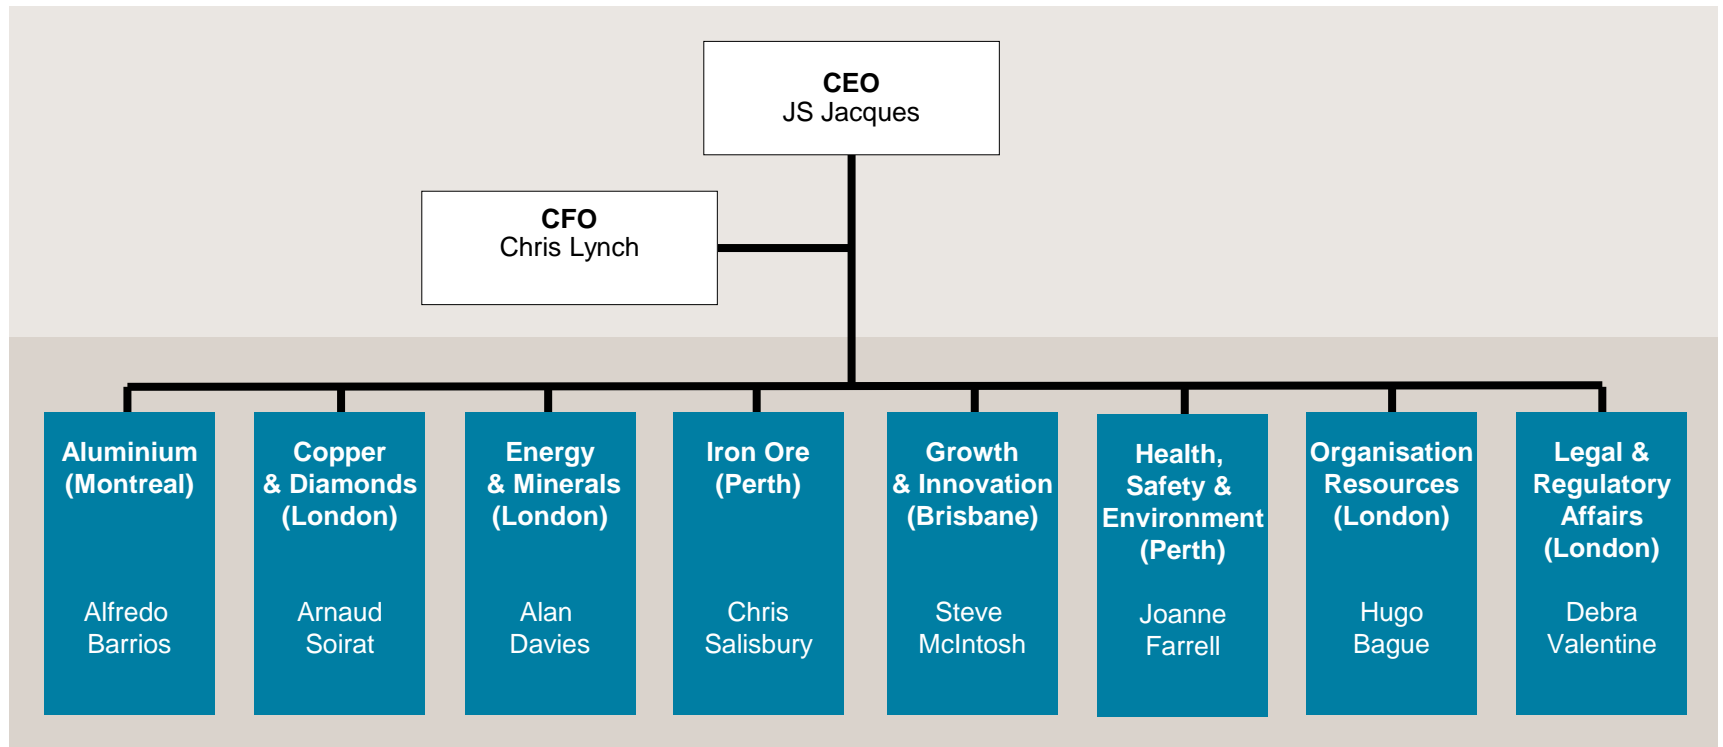 CEO
JS Jacques
CFO
Chris Lynch
Aluminium
(Montreal)
Alfredo
Barrios
Copper
& Diamonds
(London)
Arnaud
Soirat
Energy
& Minerals
(London)
Alan
Davies
Iron Ore
(Perth)
Chris
Salisbury
Growth
& Innovation
(Brisbane)
Steve
McIntosh
Health,
Safety &
Environment
(Perth)
Joanne
Farrell
Organisation
Resources
(London)
Hugo
Bague
Legal &
Regulatory
Affairs
(London)
Debra
Valentine